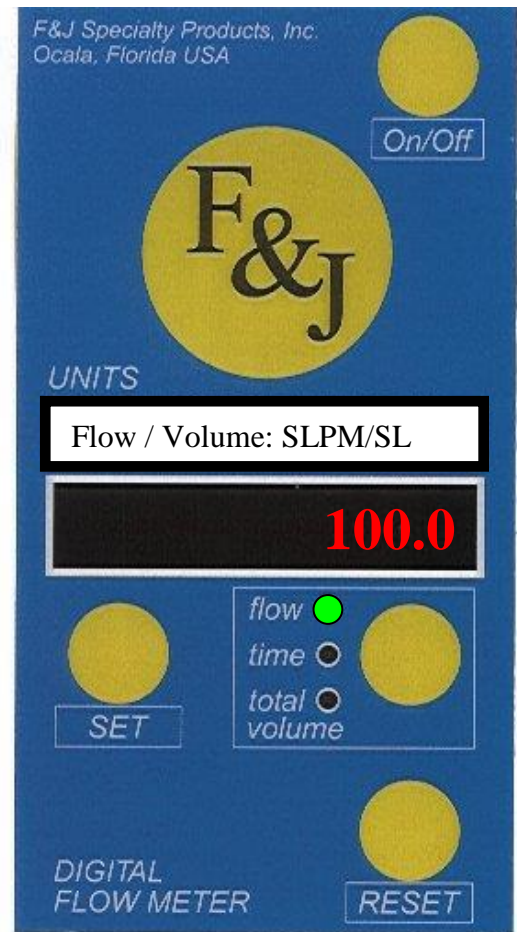 F&J Specialty Products, Inc.
Ocala, Florida USA
On/Off
F&J
UNITS
Flow / Volume: SLPM/SL
100.0
flow
time
total
volume
SET
DIGITAL
FLOW METER
RESET